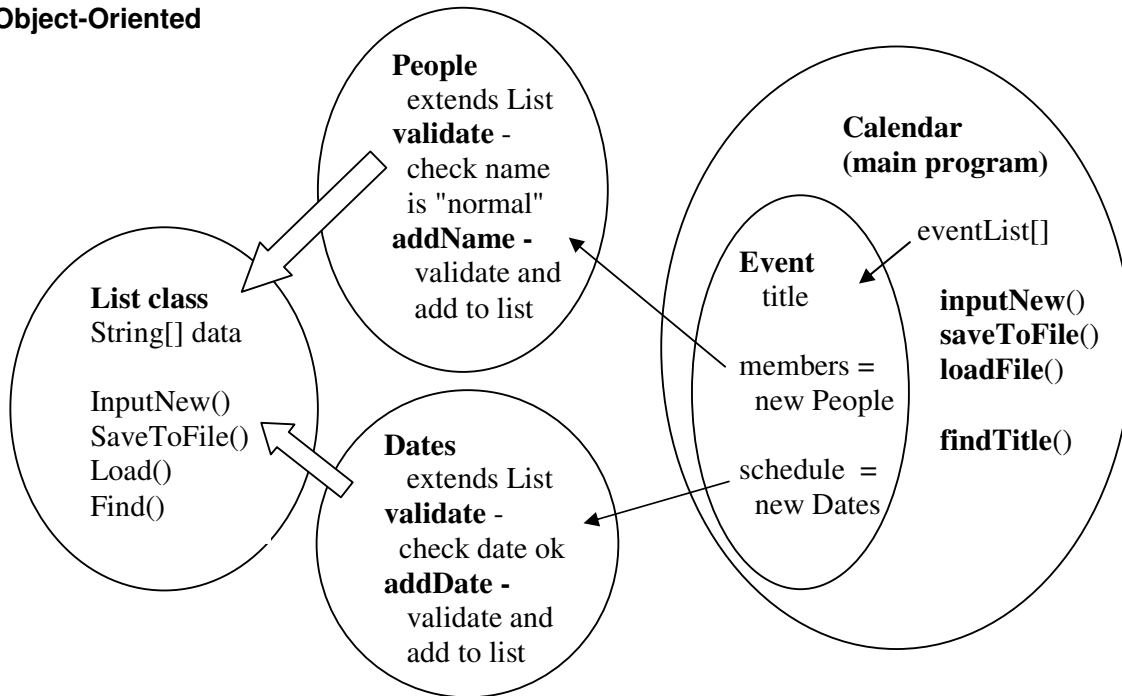 Object-Oriented
People
extends List
validate -
check name
is "normal"
addName -
validate and
add to list
List class
String[] data
InputNew()
SaveToFile()
Load()
Find()
Dates
extends List
validate -
check date ok
addDate -
validate and
add to list
Calendar
(main program)
eventList[]
Event
title
members =
new People
schedule =
new Dates
inputNew()
saveToFile()
loadFile()
findTitle()